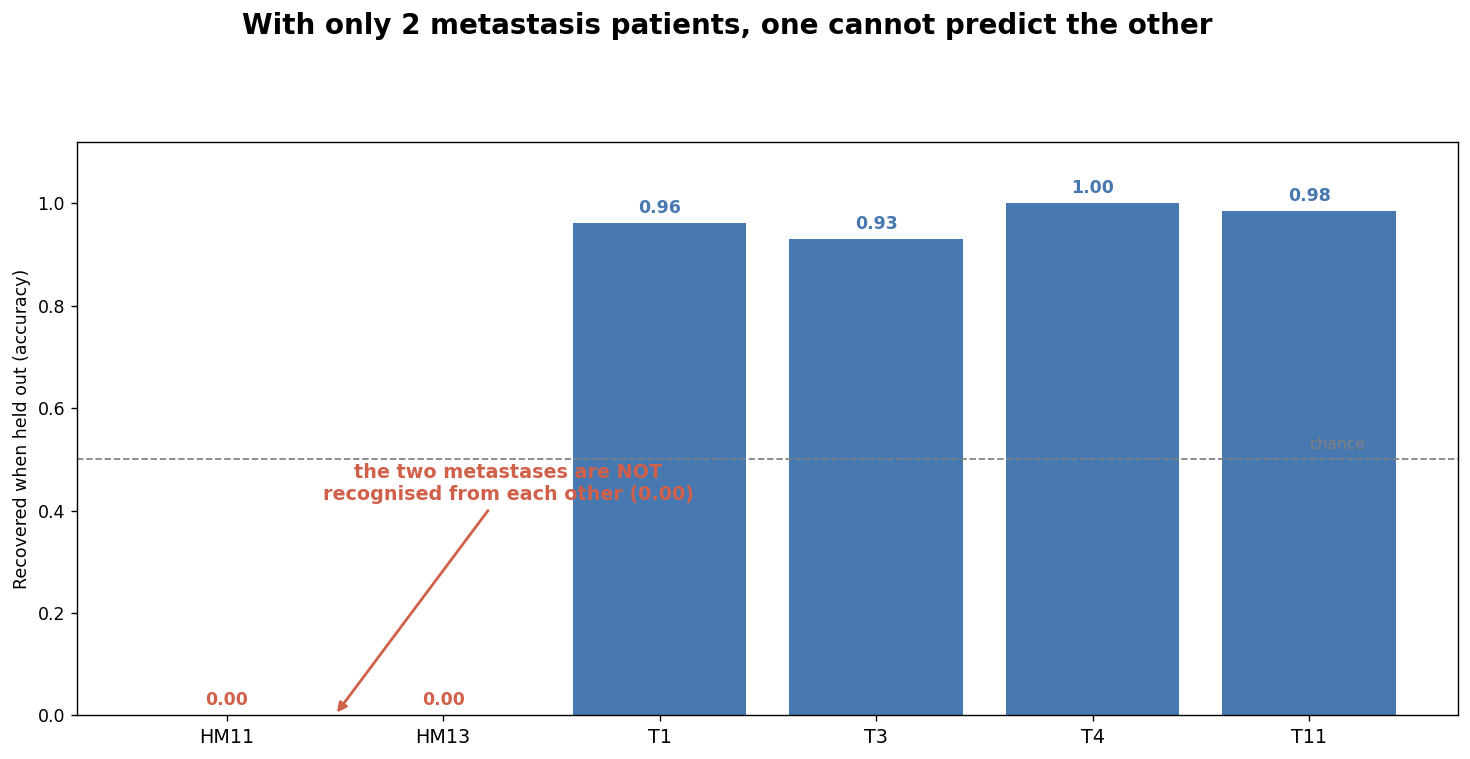 With only 2 metastasis patients, one cannot predict the other
Recovered when held out (accuracy)
1.0
0.8
0.6
0.4
0.2
0.0
0.00
0.00
0.96
0.93
1.00
0.98
chance
the two metastases are NOT
recognised from each other (0.00)
HM11
HM13
T1
T3
T4
T11